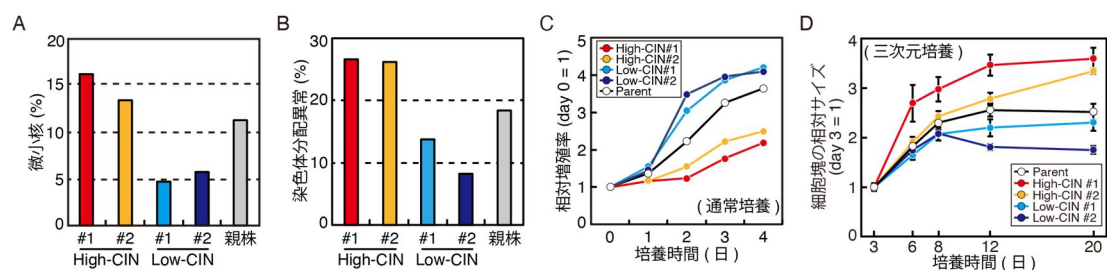 A
微小核 (%)
20
15
10
5
0
#1 #2 #1 #2 親株
High-CIN Low-CIN
B
染色体分配異常 (%)
30
20
10
0
#1 #2 #1 #2 親株
High-CIN Low-CIN
C
相対増殖率 (day 0 = 1)
5
4
3
2
1
0
High-CIN#1
High-CIN#2
Low-CIN#1
Low-CIN#2
Parent
(通常培養)
0 1 2 3 4
培養時間 (日)
D
細胞塊の相対サイズ
(day 3 = 1)
4
3
2
1
0
(三次元培養)
Parent
High-CIN #1
High-CIN #2
Low-CIN #1
Low-CIN #2
3 6 8 12 20
培養時間 (日)